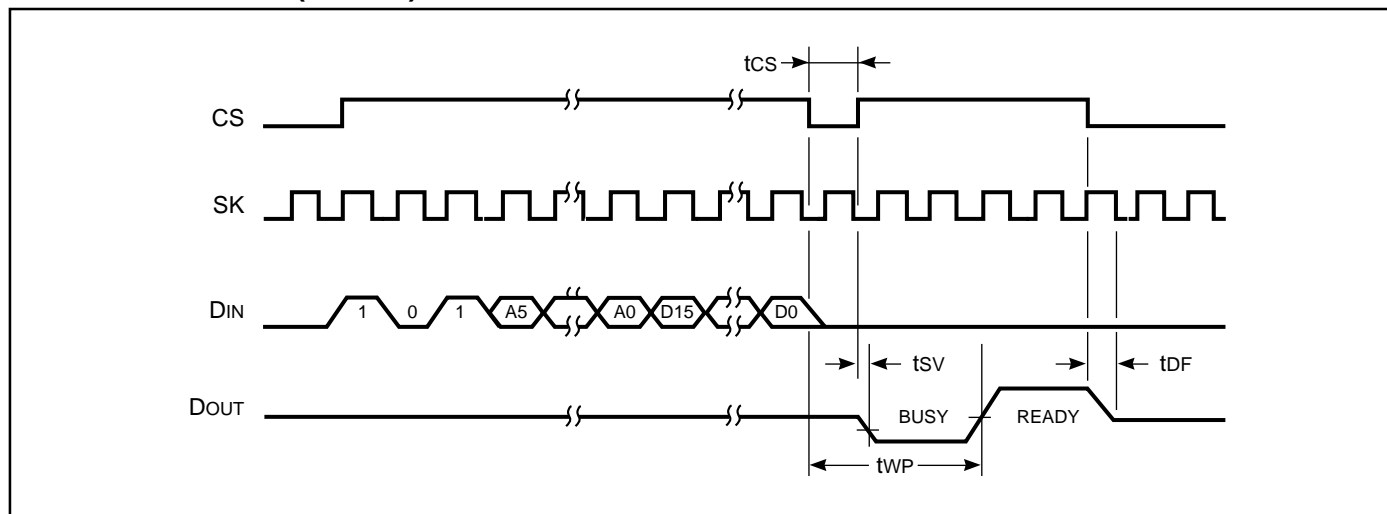 tCS
CS
SK
DIN 1 0 1 A5 A0 D15 D0
tSV tDF
DOUT BUSY READY
tWP